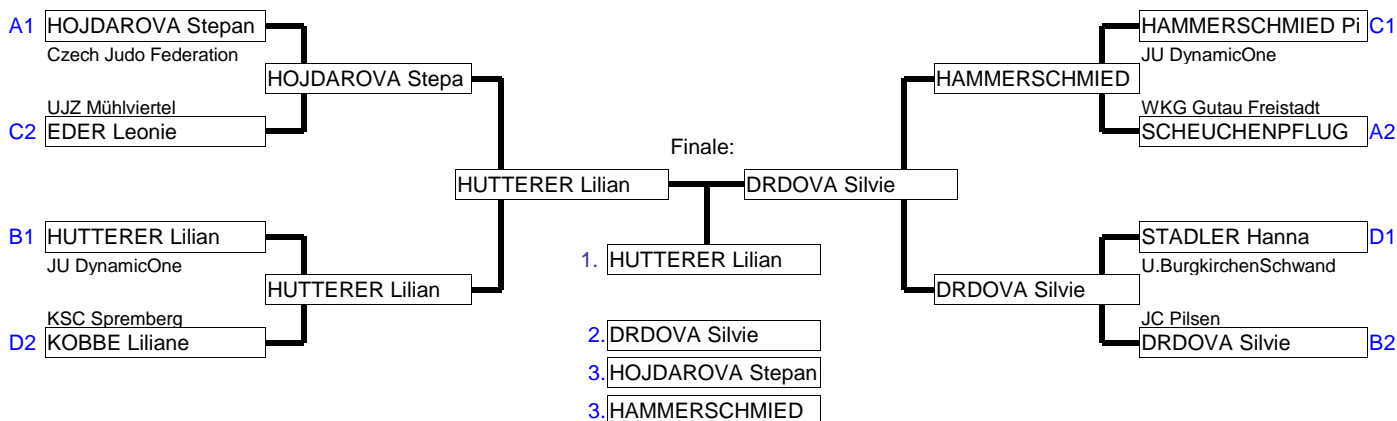 A1 HOJDAROVA Stepan
Czech Judo Federation
HOJDAROVA Stepa
UJZ Mühlviertel
C2 EDER Leonie
HUTTERER Lilian
B1 HUTTERER Lilian
JU DynamicOne
HUTTERER Lilian
KSC Spremberg
D2 KOBBE Liliane
Finale:
1. HUTTERER Lilian
2. DRDOVA Silvie
3. HOJDAROVA Stepan
3. HAMMERSCHMIED
HAMMERSCHMIED Pi C1
JU DynamicOne
HAMMERSCHMIED
WKG Gutau Freistadt
SCHEUCHENPFLUG A2
DRDOVA Silvie
STADLER Hanna D1
U.BurgkirchenSchwand
DRDOVA Silvie
JC Pilsen
DRDOVA Silvie B2